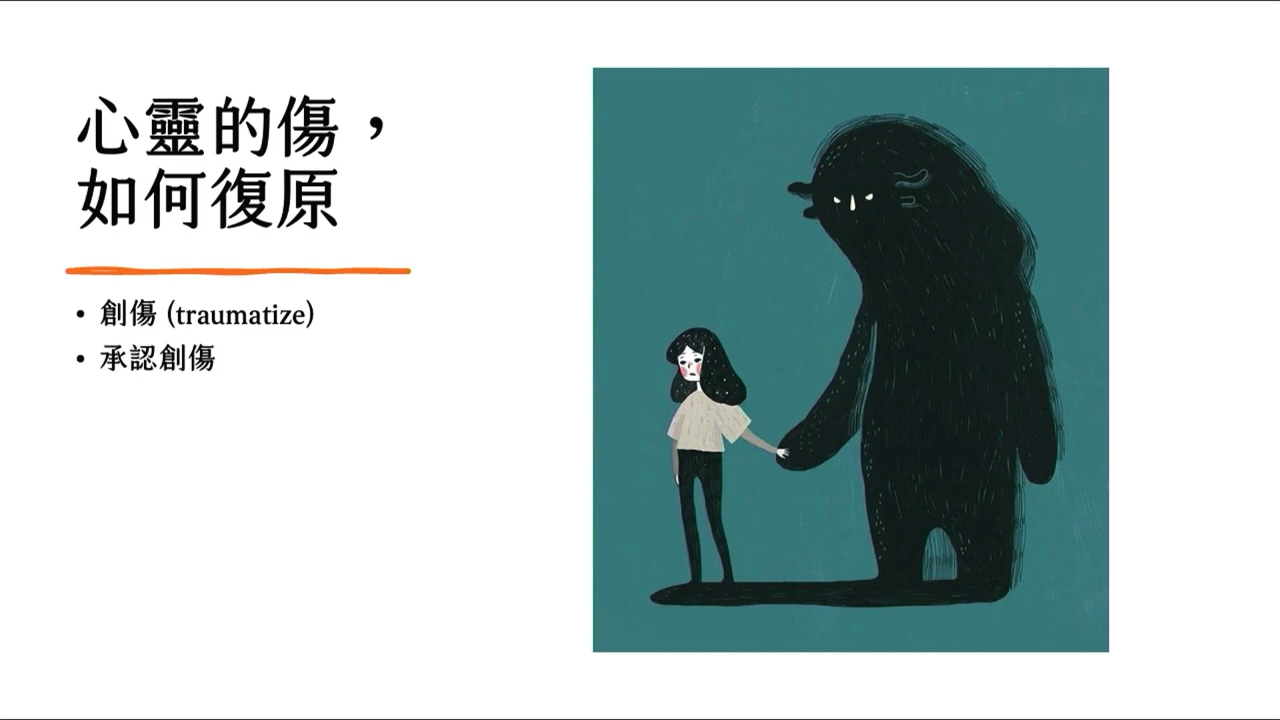 心靈的傷，
如何復原
• 創傷 (traumatize)
• 承認創傷